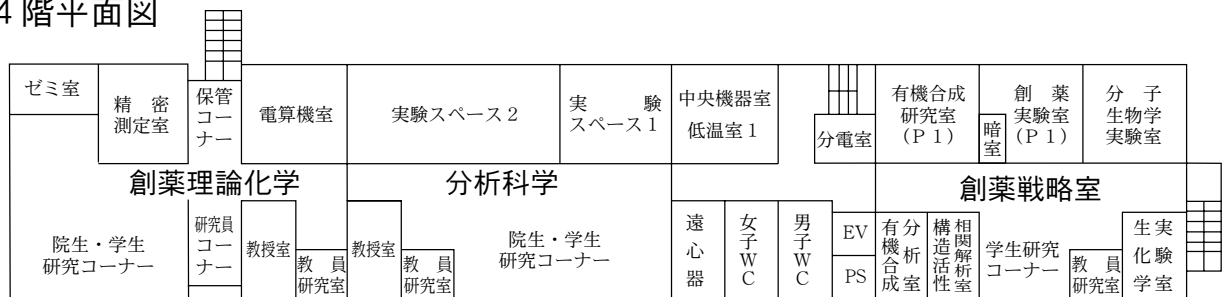 4階平面図
ゼミ室
精密
測定室
保管
コーナー
電算機室
実験スペース2
実験
スペース1
中央機器室
低温室1
分電室
有機合成
研究室
(P1)
暗室
創薬
実験室
(P1)
分子
生物学
実験室
創薬理論化学
分析科学
創薬戦略室
院生・学生
研究コーナー
研究員
コーナー
教授室
教員
研究室
教授室
教員
研究室
院生・学生
研究コーナー
遠心器
女子WC
男子WC
EV
PS
有機合成
分析室
構造活性
相関解析室
学生研究
コーナー
教員
研究室
生化学
実験室